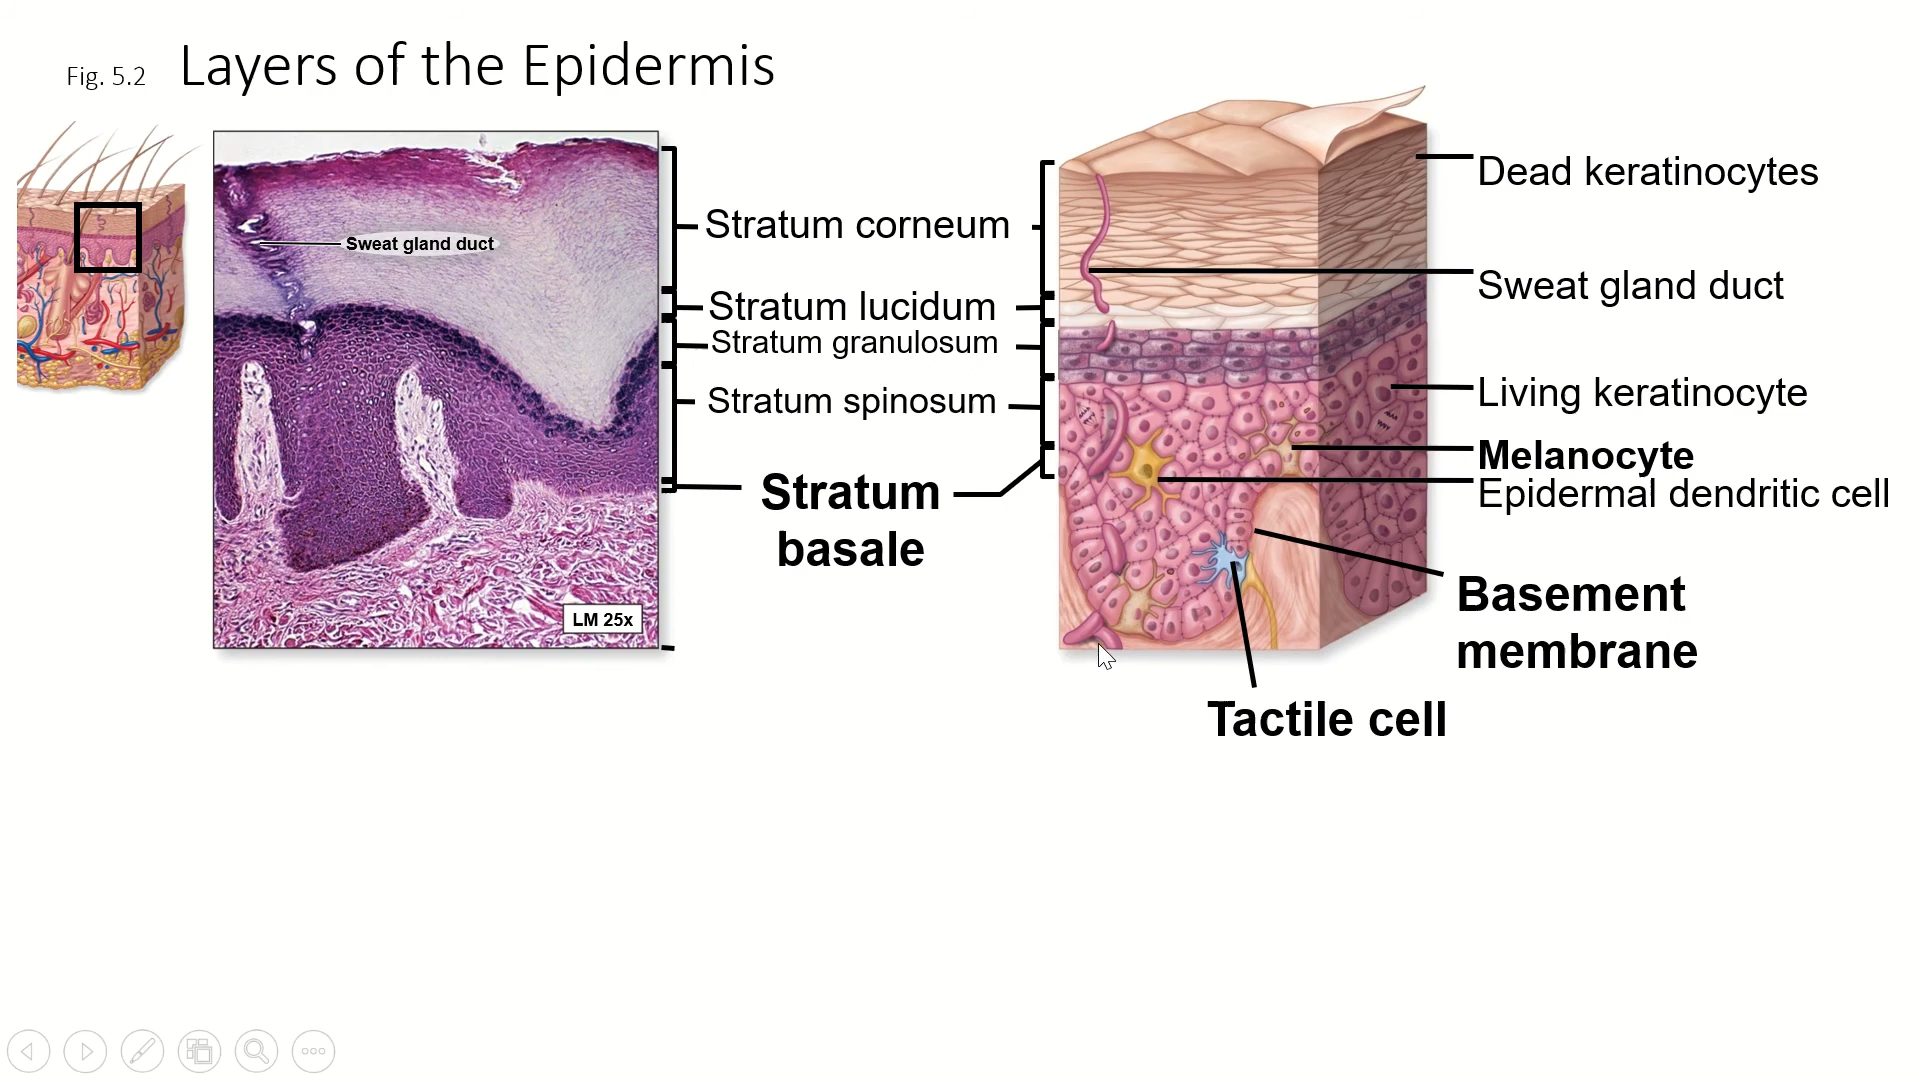 Fig. 5.2 Layers of the Epidermis
Sweat gland duct
LM 25x
Stratum corneum
Stratum lucidum
Stratum granulosum
Stratum spinosum
Stratum
basale
Dead keratinocytes
Sweat gland duct
Living keratinocyte
Melanocyte
Epidermal dendritic cell
Basement
membrane
Tactile cell